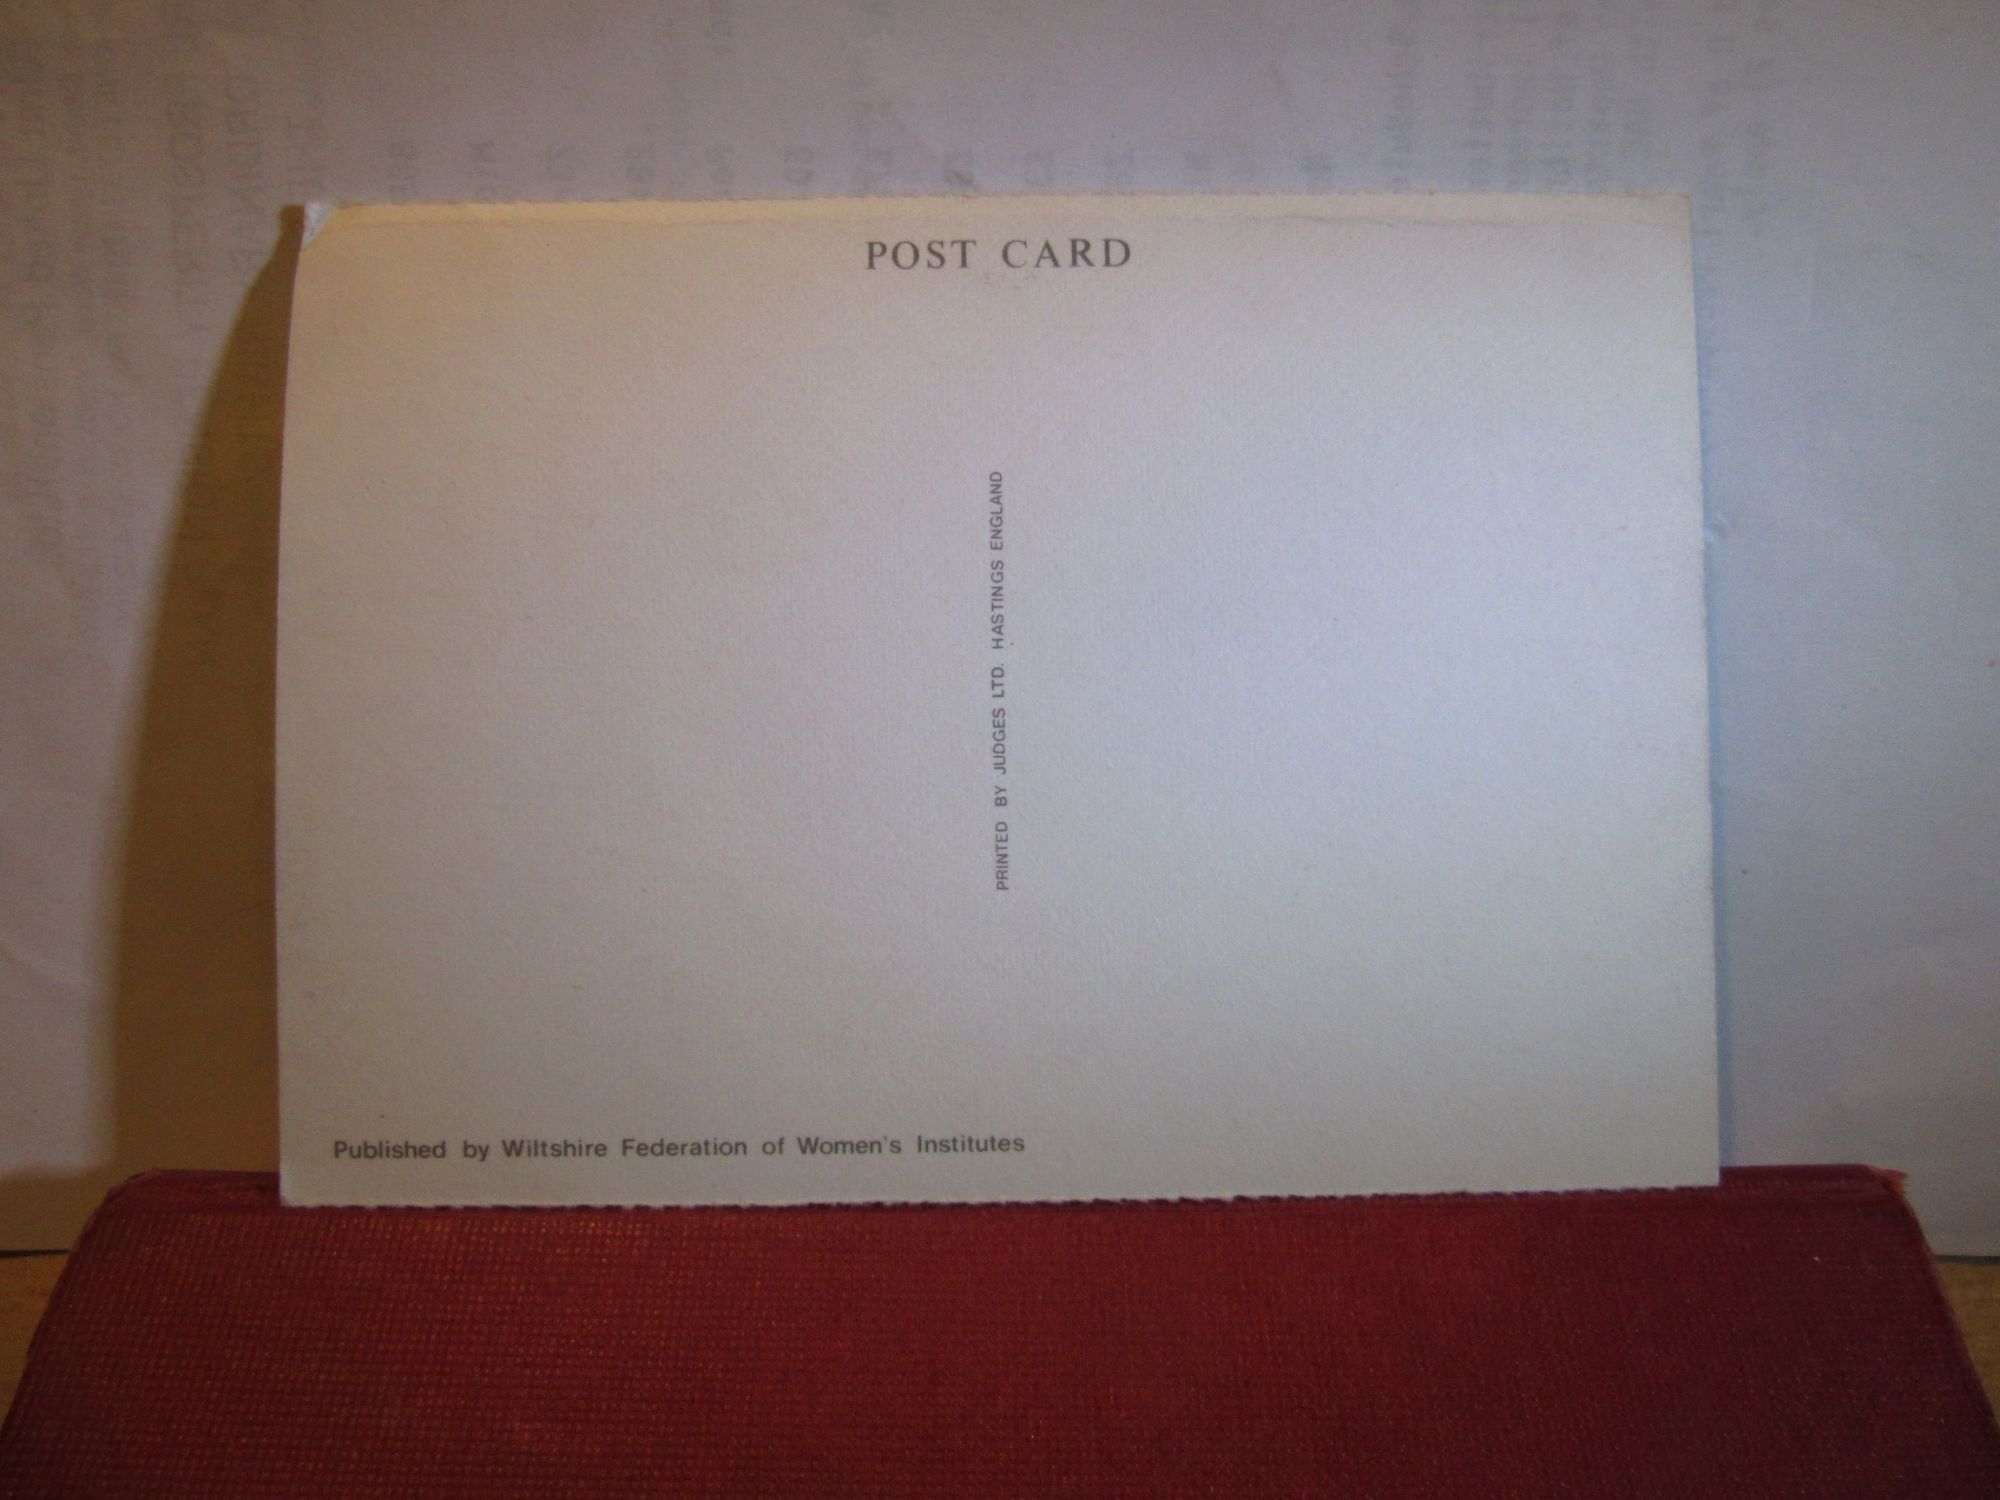 POST CARD
PRINTED BY JUDGES LTD. HASTINGS ENGLAND
Published by Wiltshire Federation of Women's Institutes